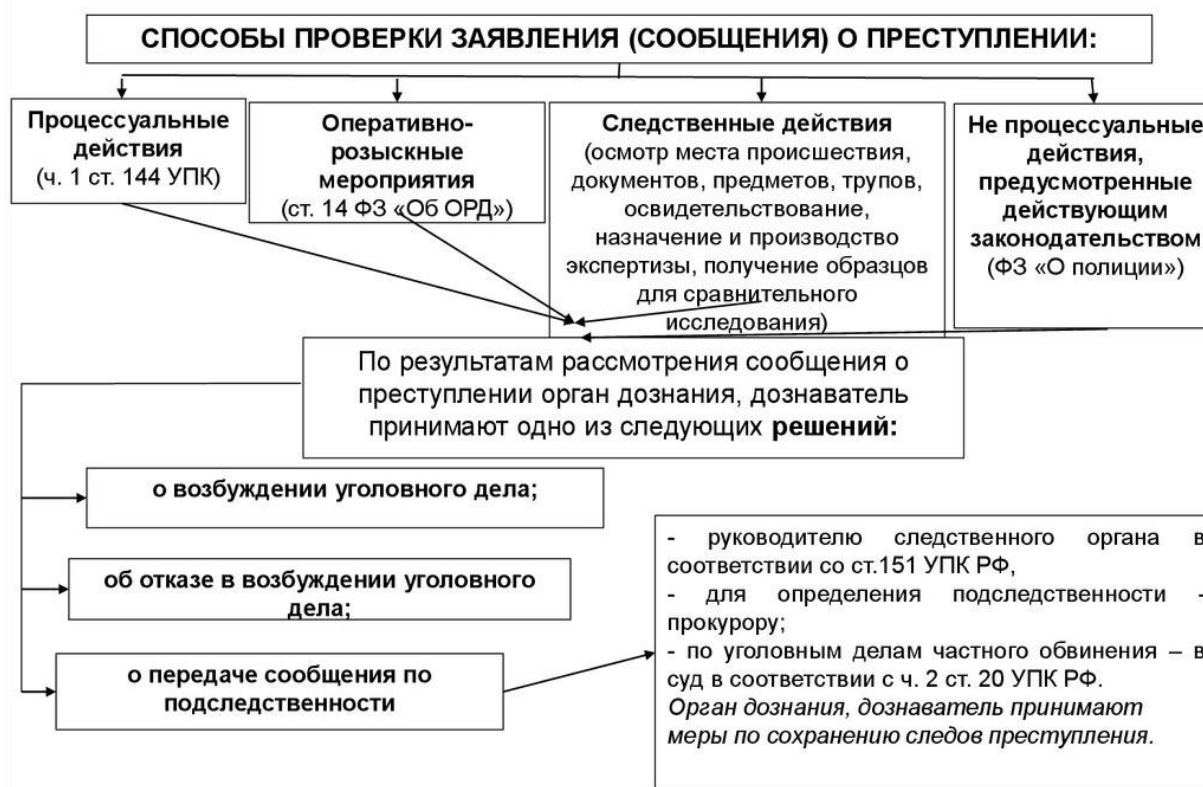 СПОСОБЫ ПРОВЕРКИ ЗАЯВЛЕНИЯ (СООБЩЕНИЯ) О ПРЕСТУПЛЕНИИ:
Процессуальные
действия
(ч. 1 ст. 144 УПК)
Оперативно-
розыскные
мероприятия
(ст. 14 ФЗ «Об ОРД»)
Следственные действия
(осмотр места происшествия,
документов, предметов, трупов,
освидетельствование,
назначение и производство
экспертизы, получение образцов
для сравнительного
исследования)
Не процессуальные
действия,
предусмотренные
действующим
законодательством
(ФЗ «О полиции»)
По результатам рассмотрения сообщения о
преступлении орган дознания, дознаватель
принимают одно из следующих решений:
о возбуждении уголовного дела;
об отказе в возбуждении уголовного
дела;
о передаче сообщения по
подследственности
- руководителю следственного органа в
соответствии со ст.151 УПК РФ,
- для определения подследственности -
прокурору;
- по уголовным делам частного обвинения – в
суд в соответствии с ч. 2 ст. 20 УПК РФ.
Орган дознания, дознаватель принимают
меры по сохранению следов преступления.